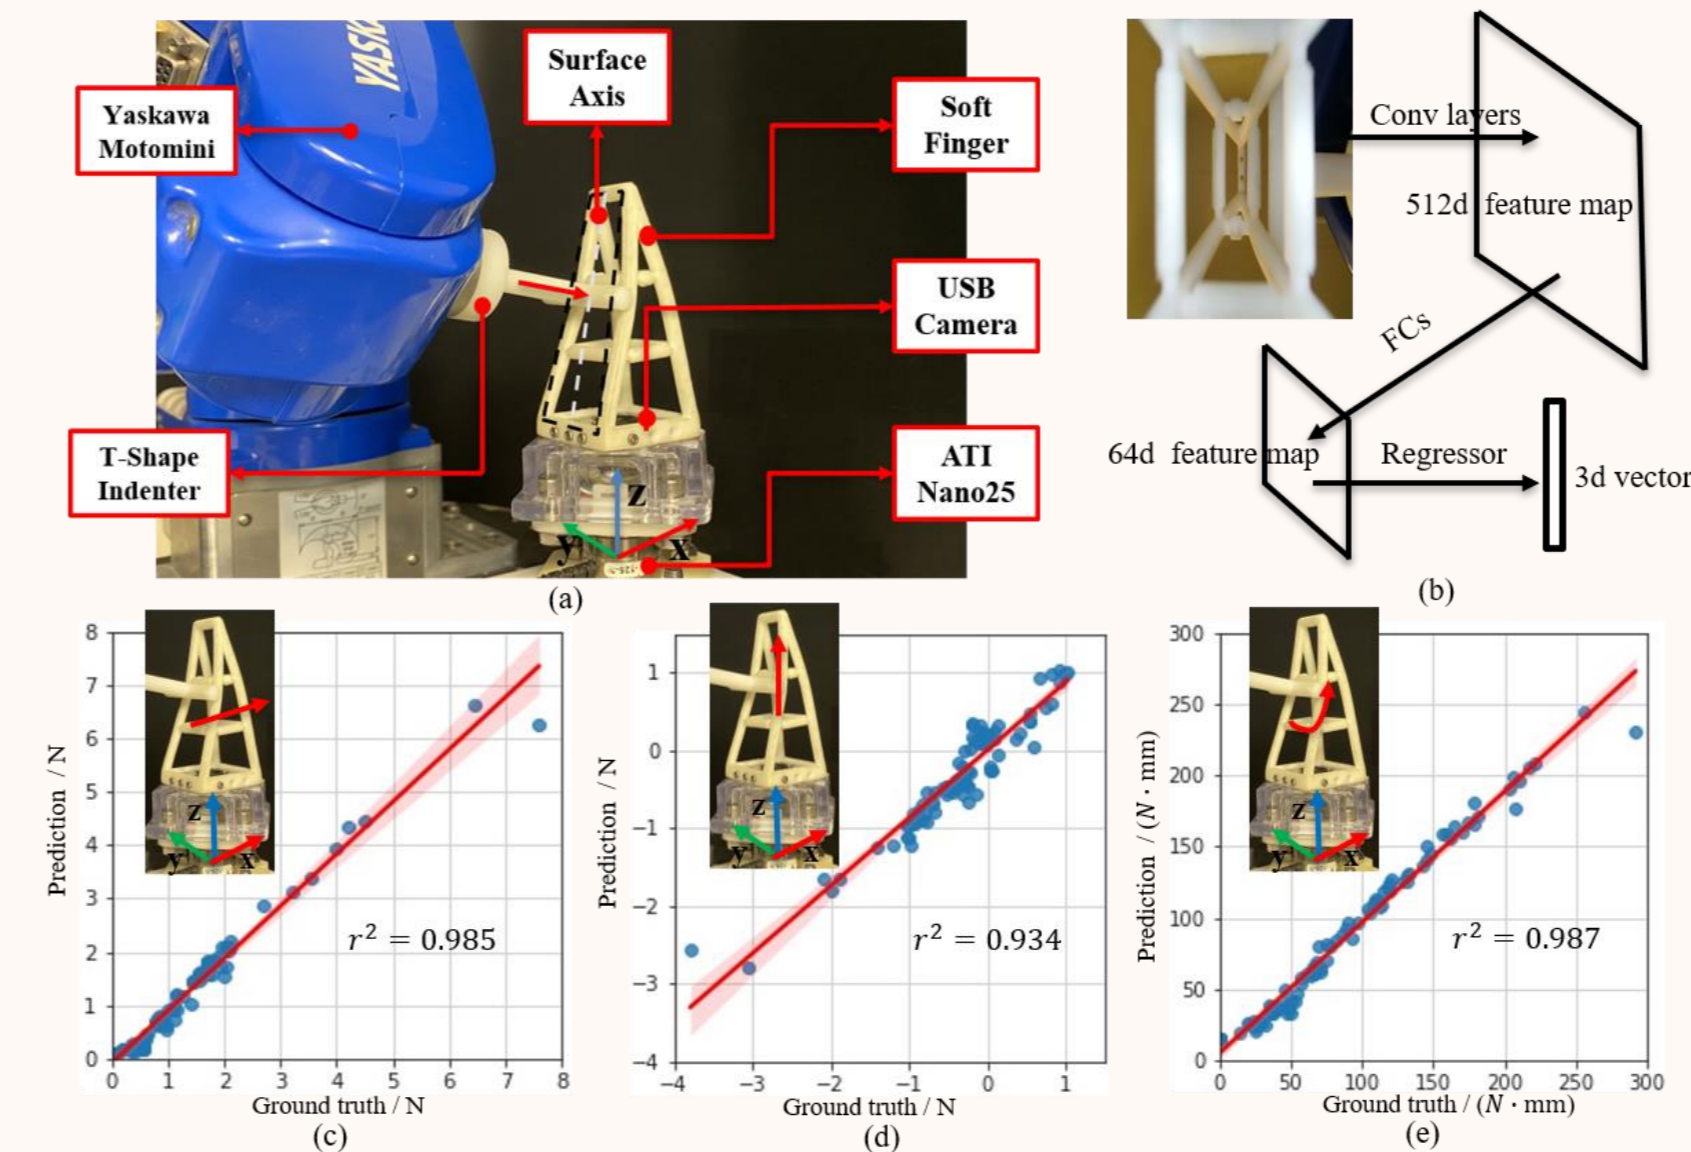 YASK
Yaskawa
Motomini
Surface
Axis
Soft
Finger
USB
Camera
T-Shape
Indenter
ATI
Nano25
z
y
x
(a)
Conv layers
512d feature map
FCs
64d feature map
Regressor
3d vector
(b)
8
7
6
5
4
3
2
1
0
0 1 2 3 4 5 6 7 8
Prediction / N
Ground truth / N
r² = 0.985
z
y
x
(c)
1
0
−1
−2
−3
−4
−4 −3 −2 −1 0 1
Prediction / N
Ground truth / N
r² = 0.934
z
y
x
(d)
300
250
200
150
100
50
0
0 50 100 150 200 250 300
Prediction / (N · mm)
Ground truth / (N · mm)
r² = 0.987
z
y
x
(e)